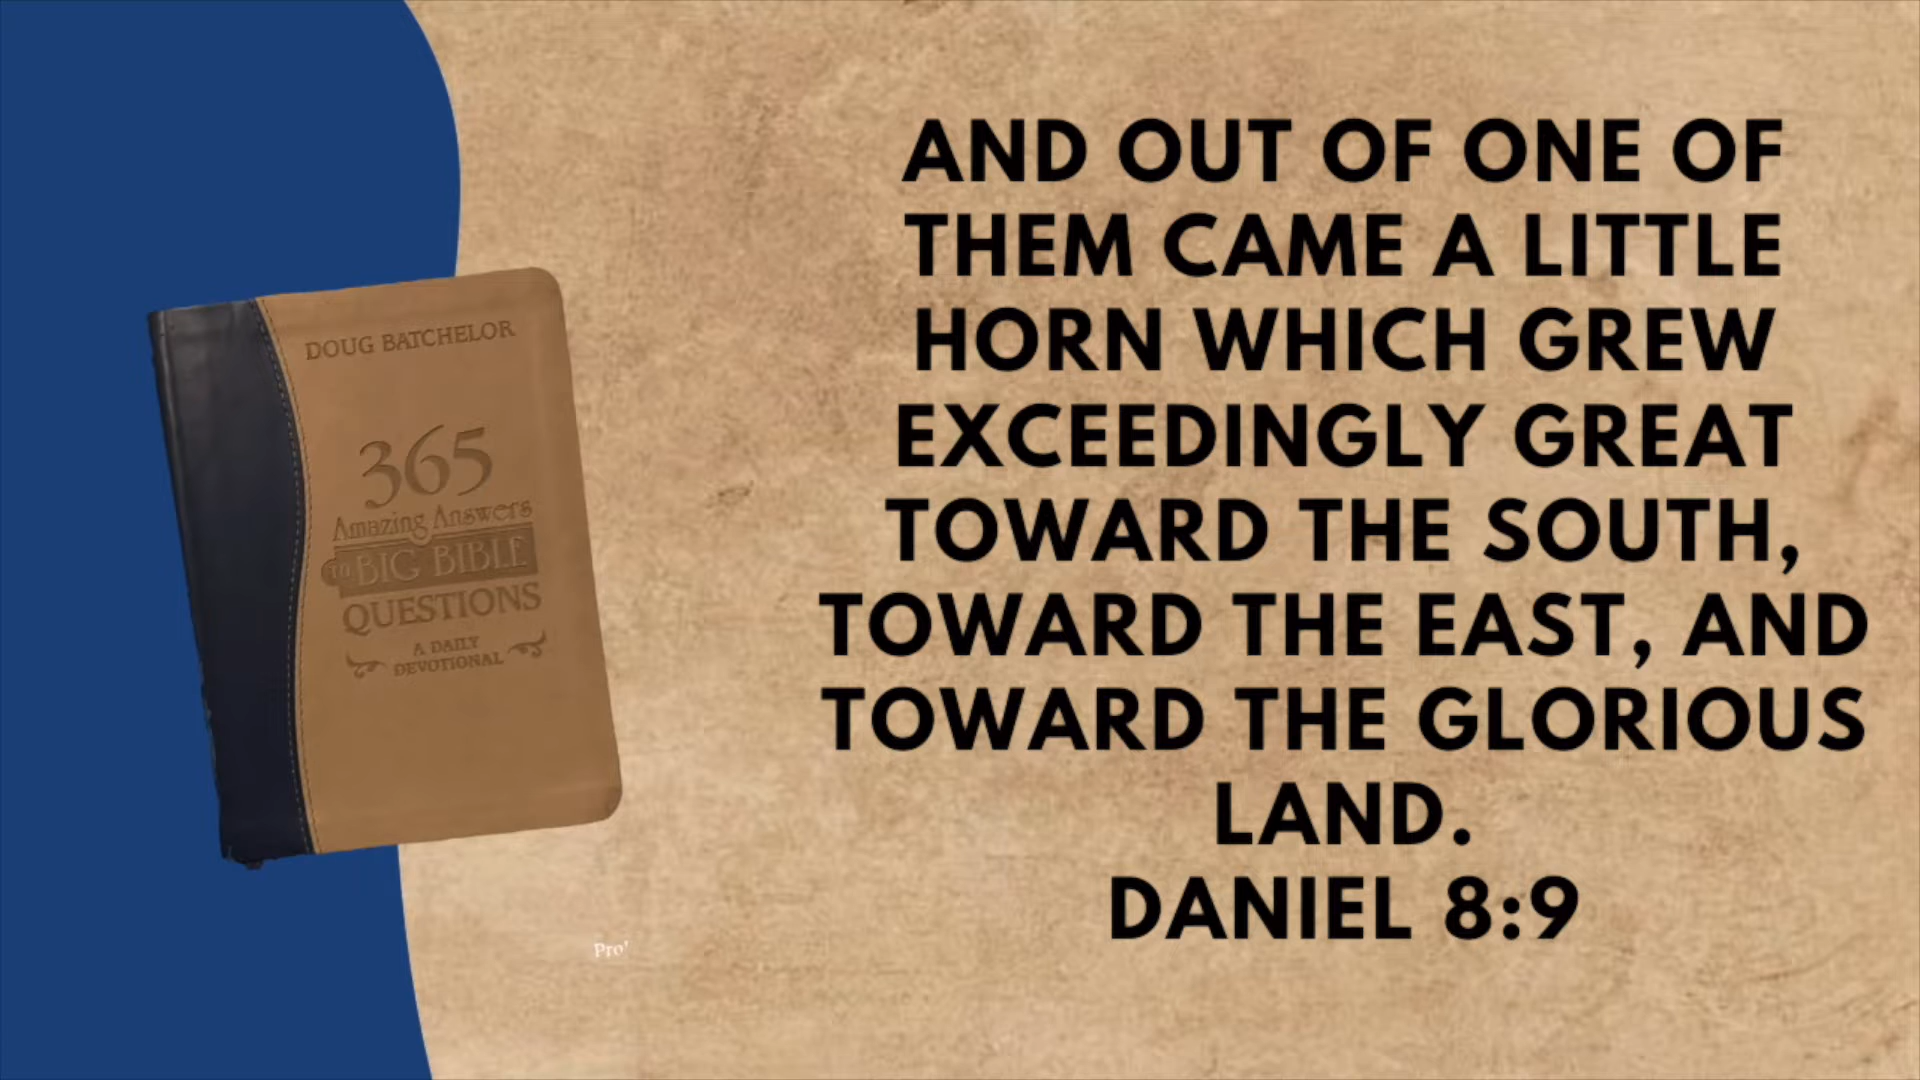 DOUG BATCHELOR
365
Amazing Answers
TO BIG BIBLE
QUESTIONS
A DAILY
DEVOTIONAL
AND OUT OF ONE OF
THEM CAME A LITTLE
HORN WHICH GREW
EXCEEDINGLY GREAT
TOWARD THE SOUTH,
TOWARD THE EAST, AND
TOWARD THE GLORIOUS
LAND.
DANIEL 8:9
Pro'